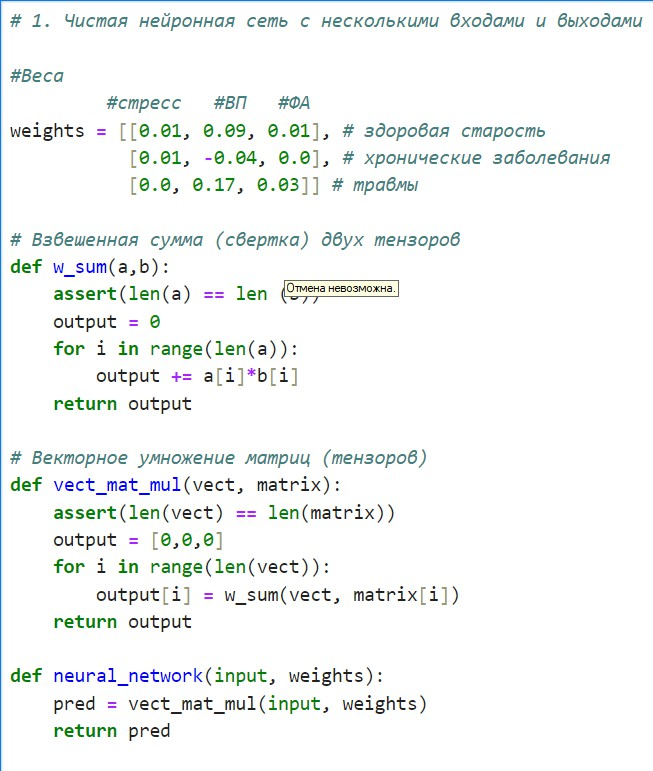 # 1. Чистая нейронная сеть с несколькими входами и выходами
#Веса
#стресс #ВП #ФА
weights = [[0.01, 0.09, 0.01], # здоровая старость
[0.01, -0.04, 0.0], # хронические заболевания
[0.0, 0.17, 0.03]] # травмы
# Взвешенная сумма (свертка) двух тензоров
def w_sum(a,b):
Отмена невозможна.
assert(len(a) == len
output = 0
for i in range(len(a)):
output += a[i]*b[i]
return output
# Векторное умножение матриц (тензоров)
def vect_mat_mul(vect, matrix):
assert(len(vect) == len(matrix))
output = [0,0,0]
for i in range(len(vect)):
output[i] = w_sum(vect, matrix[i])
return output
def neural_network(input, weights):
pred = vect_mat_mul(input, weights)
return pred